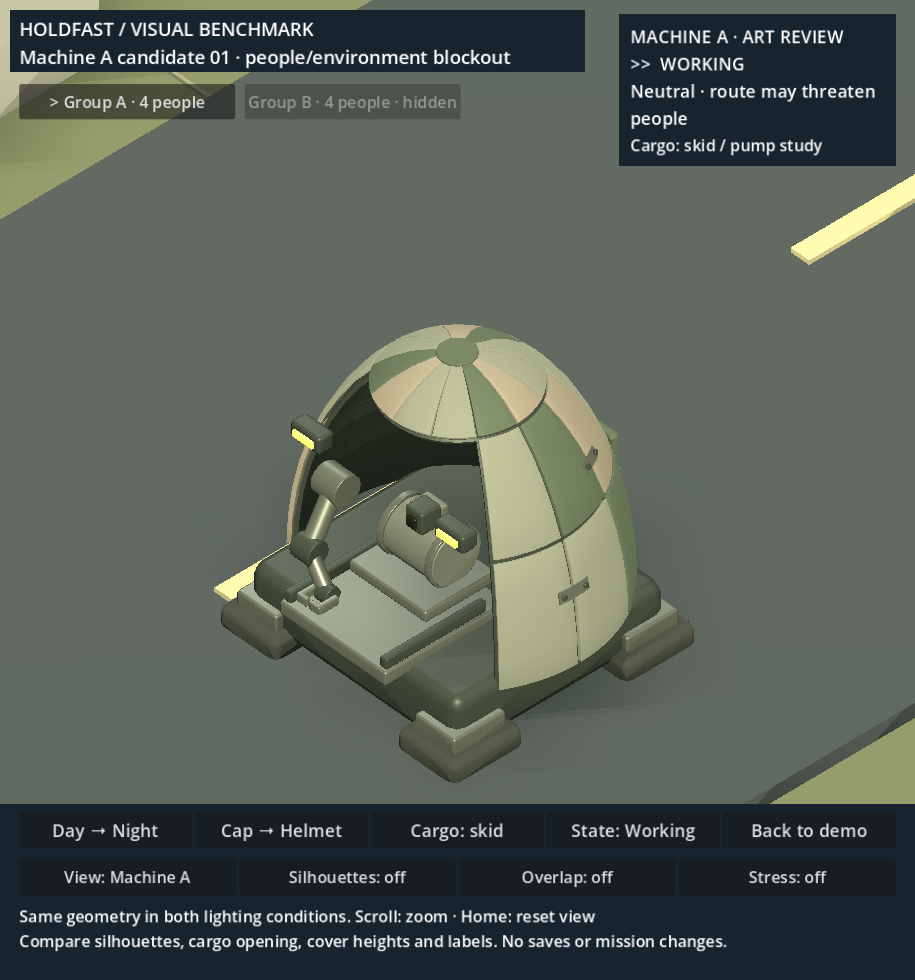 HOLDFAST / VISUAL BENCHMARK
Machine A candidate 01 · people/environment blockout
> Group A · 4 people
Group B · 4 people · hidden
MACHINE A · ART REVIEW
>> WORKING
Neutral · route may threaten
people
Cargo: skid / pump study
Day → Night
Cap → Helmet
Cargo: skid
State: Working
Back to demo
View: Machine A
Silhouettes: off
Overlap: off
Stress: off
Same geometry in both lighting conditions. Scroll: zoom · Home: reset view
Compare silhouettes, cargo opening, cover heights and labels. No saves or mission changes.